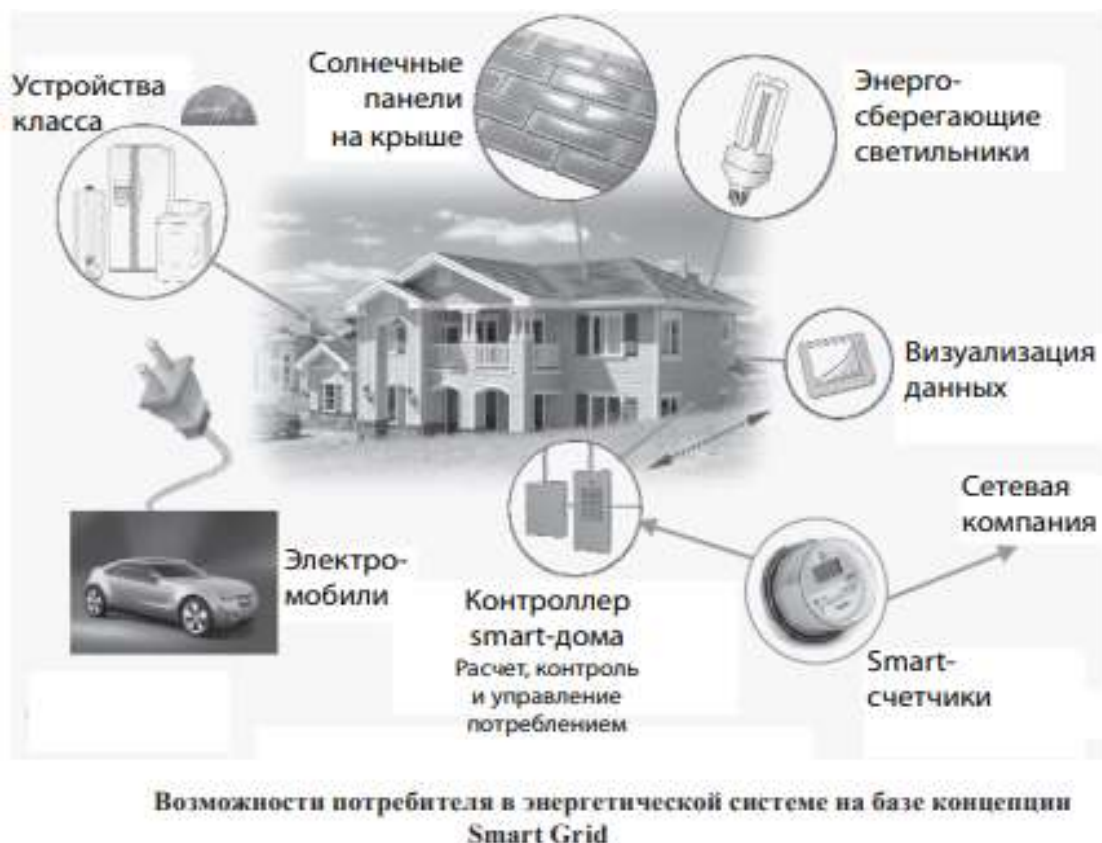 Устройства
класса
Солнечные
панели
на крыше
Энерго-
сберегающие
светильники
Визуализация
данных
Сетевая
компания
Электро-
мобили
Контроллер
smart-дома
Расчет, контроль
и управление
потреблением
Smart-
счетчики
Возможности потребителя в энергетической системе на базе концепции
Smart Grid